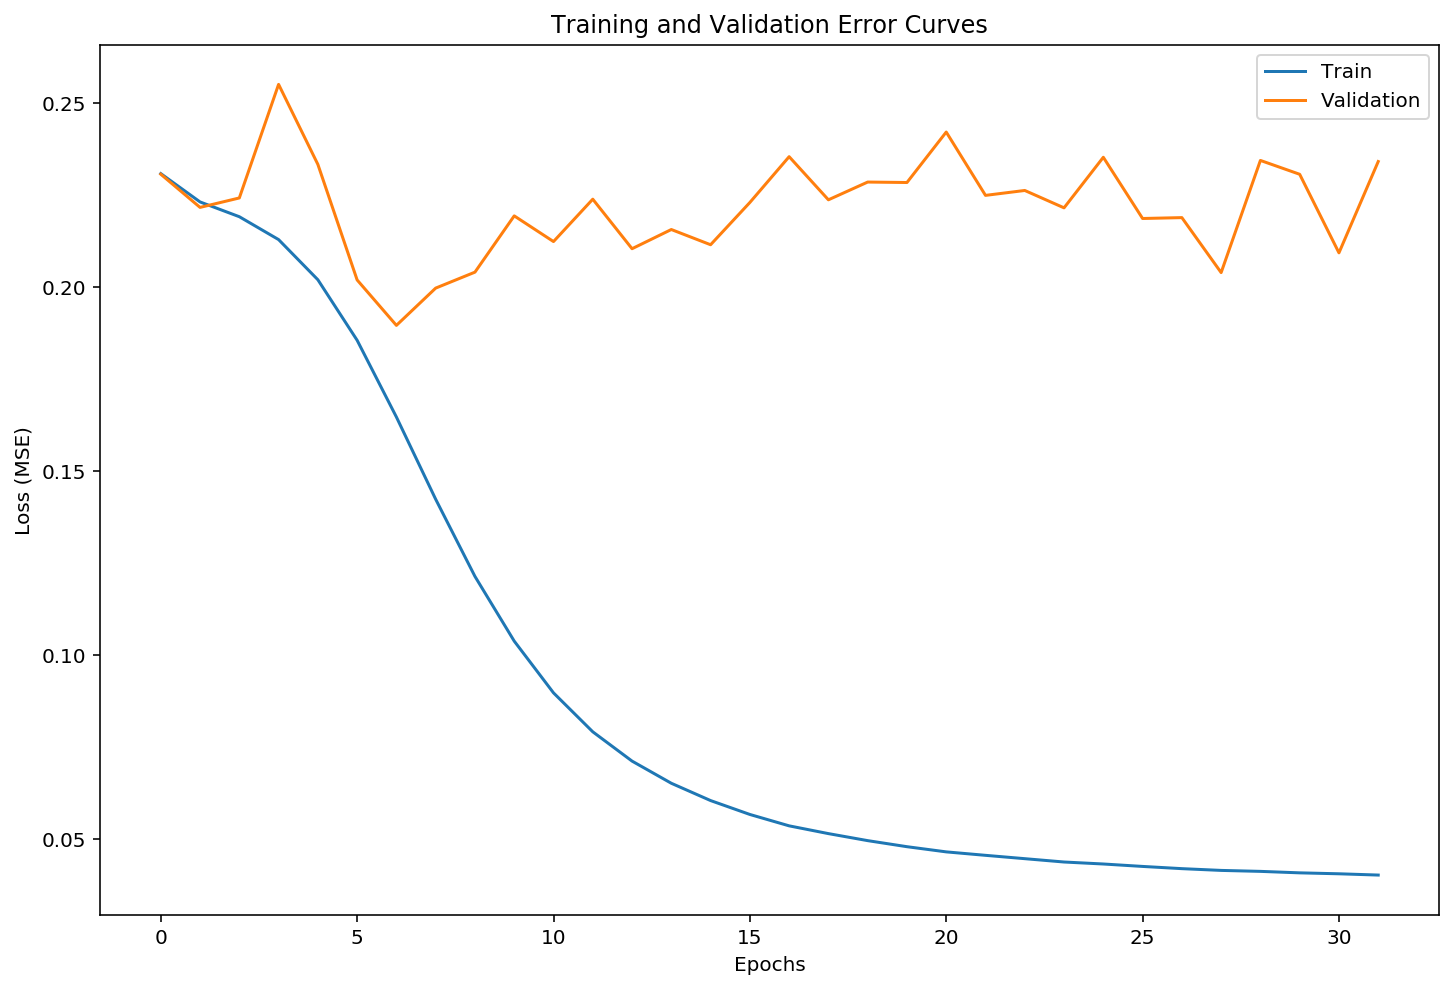 Training and Validation Error Curves
Train
Validation
0.25
0.20
0.15
0.10
0.05
Loss (MSE)
0 5 10 15 20 25 30
Epochs